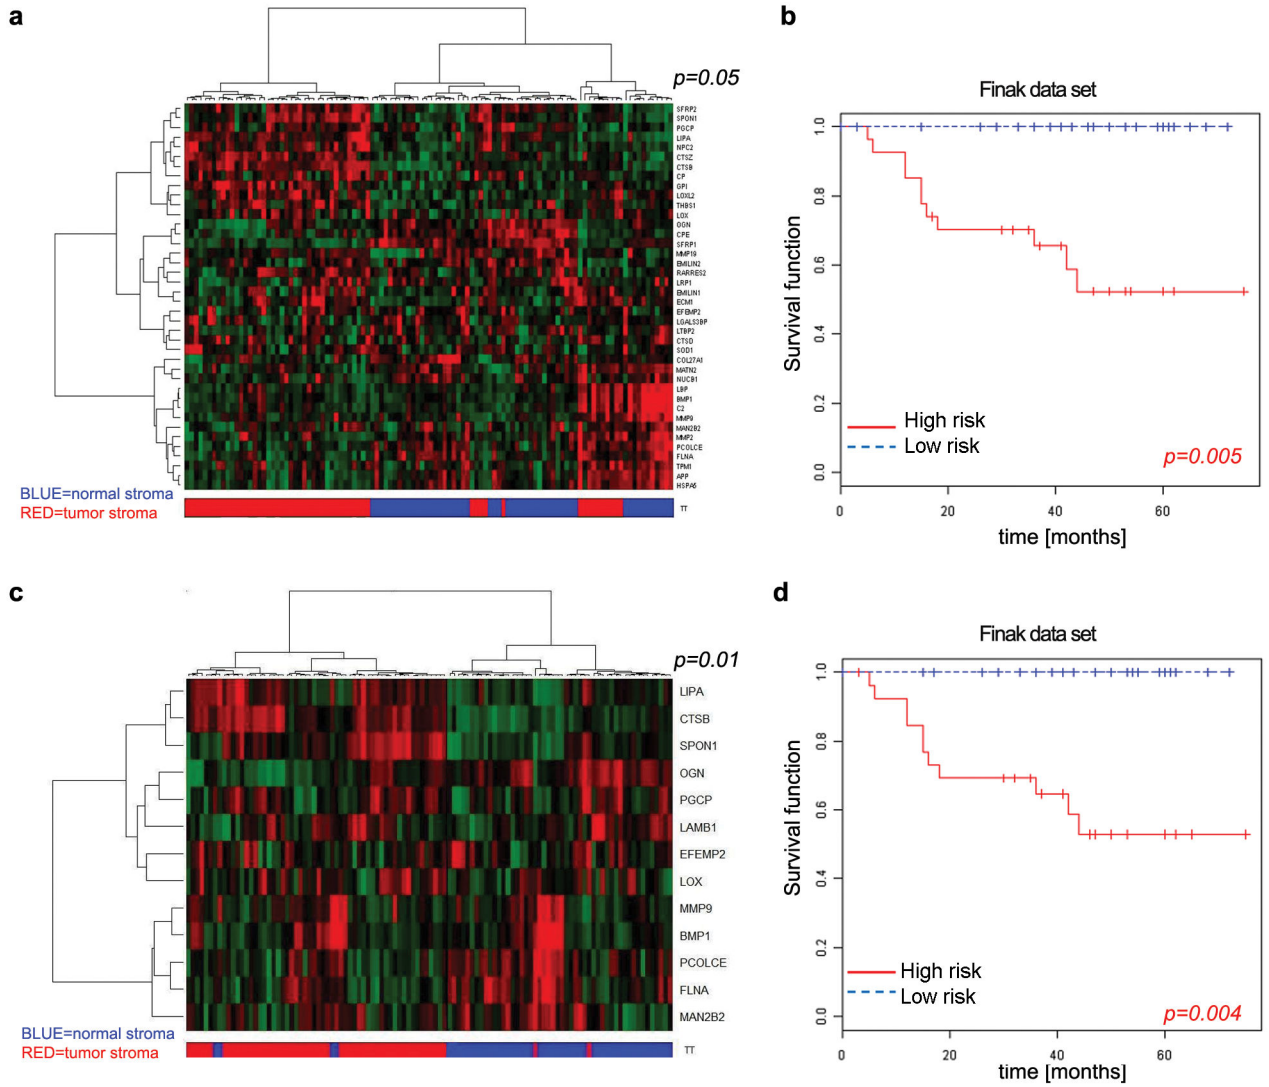 a
p=0.05
SFRP2
SPON1
PGCP
LIPA
NPC2
CTSZ
CTSB
CP
GPI
LOXL2
THBS1
LOX
OGN
CPE
SFRP1
MMP19
EMILIN2
RARRES2
LRP1
EMILIN1
ECM1
EFEMP2
LGALS3BP
LTBP2
CTSD
SOD1
COL27A1
MATN2
NUCB1
LBP
BMP1
C2
MMP9
MAN2B2
MMP2
PCOLCE
FLNA
TPM1
APP
HSPA5
BLUE=normal stroma
RED=tumor stroma
TT
b
Finak data set
Survival function
1.0
0.8
0.6
0.4
0.2
0.0
High risk
Low risk
p=0.005
0 20 40 60
time [months]
c
p=0.01
LIPA
CTSB
SPON1
OGN
PGCP
LAMB1
EFEMP2
LOX
MMP9
BMP1
PCOLCE
FLNA
MAN2B2
BLUE=normal stroma
RED=tumor stroma
TT
d
Finak data set
Survival function
1.0
0.8
0.6
0.4
0.2
0.0
High risk
Low risk
p=0.004
0 20 40 60
time [months]